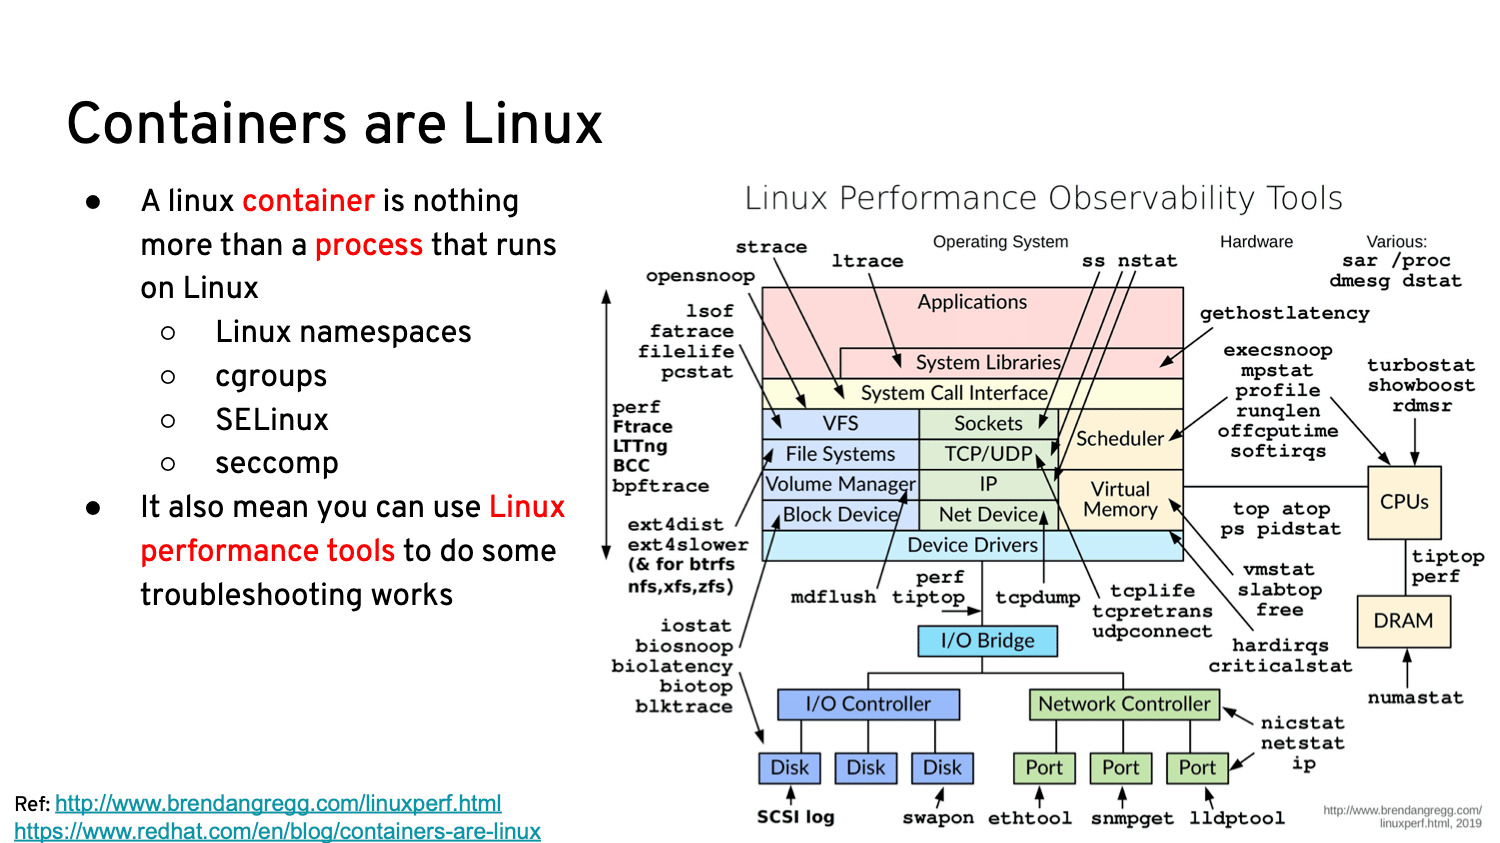 Containers are Linux
● A linux container is nothing
more than a process that runs
on Linux
○ Linux namespaces
○ cgroups
○ SELinux
○ seccomp
● It also mean you can use Linux
performance tools to do some
troubleshooting works
Ref: http://www.brendangregg.com/linuxperf.html
https://www.redhat.com/en/blog/containers-are-linux
Linux Performance Observability Tools
Operating System
Hardware
Various:
sar /proc
dmesg dstat
strace
ltrace
ss nstat
opensnoop
lsof
fatrace
filelife
pcstat
perf
Ftrace
LTTng
BCC
bpftrace
ext4dist
ext4slower
(& for btrfs
nfs,xfs,zfs)
iostat
biosnoop
biolatency
biotop
blktrace
Applications
System Libraries
System Call Interface
VFS
Sockets
Scheduler
File Systems
TCP/UDP
Volume Manager
IP
Virtual
Memory
Block Device
Net Device
Device Drivers
gethostlatency
execsnoop
mpstat
profile
runqlen
offcputime
softirqs
turbostat
showboost
rdmsr
CPUs
top atop
ps pidstat
tiptop
perf
DRAM
numastat
vmstat
slabtop
free
hardirqs
criticalstat
mdflush
perf
tiptop
tcpdump
tcplife
tcpretrans
udpconnect
I/O Bridge
I/O Controller
Network Controller
nicstat
netstat
ip
Disk
Disk
Disk
Port
Port
Port
SCSI log
swapon
ethtool
snmpget
lldptool
http://www.brendangregg.com/
linuxperf.html, 2019